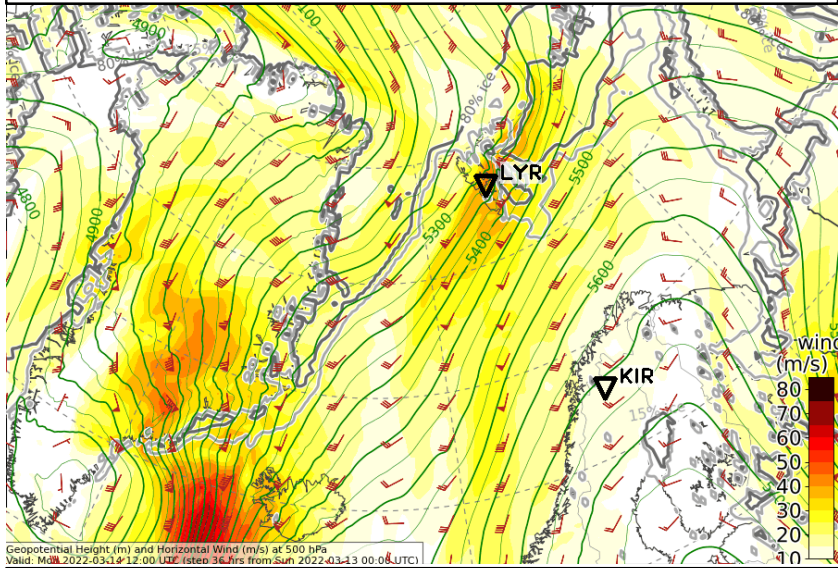 4900
100
80% ice
LYR
5500
4800
4900
5300
5400
5600
KIR
15%
wind
(m/s)
80
70
60
50
40
30
20
10
Geopotential Height (m) and Horizontal Wind (m/s) at 500 hPa
Valid: Mon 2022-03-14 12:00 UTC (step 36 hrs from Sun 2022-03-13 00:00 UTC)